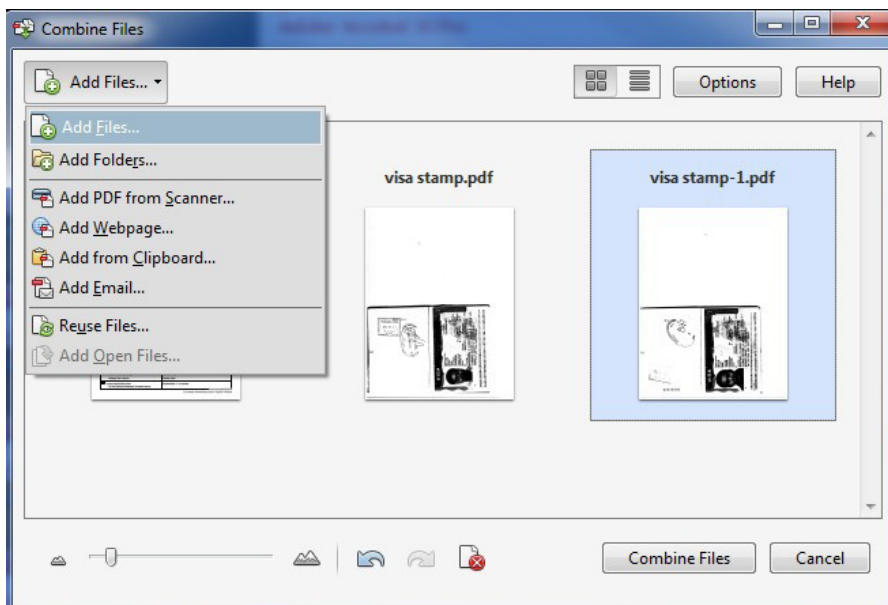 Combine Files
Add Files...
Options
Help
Add Files...
Add Folders...
Add PDF from Scanner...
Add Webpage...
Add from Clipboard...
Add Email...
Reuse Files...
Add Open Files...
visa stamp.pdf
visa stamp-1.pdf
Combine Files
Cancel